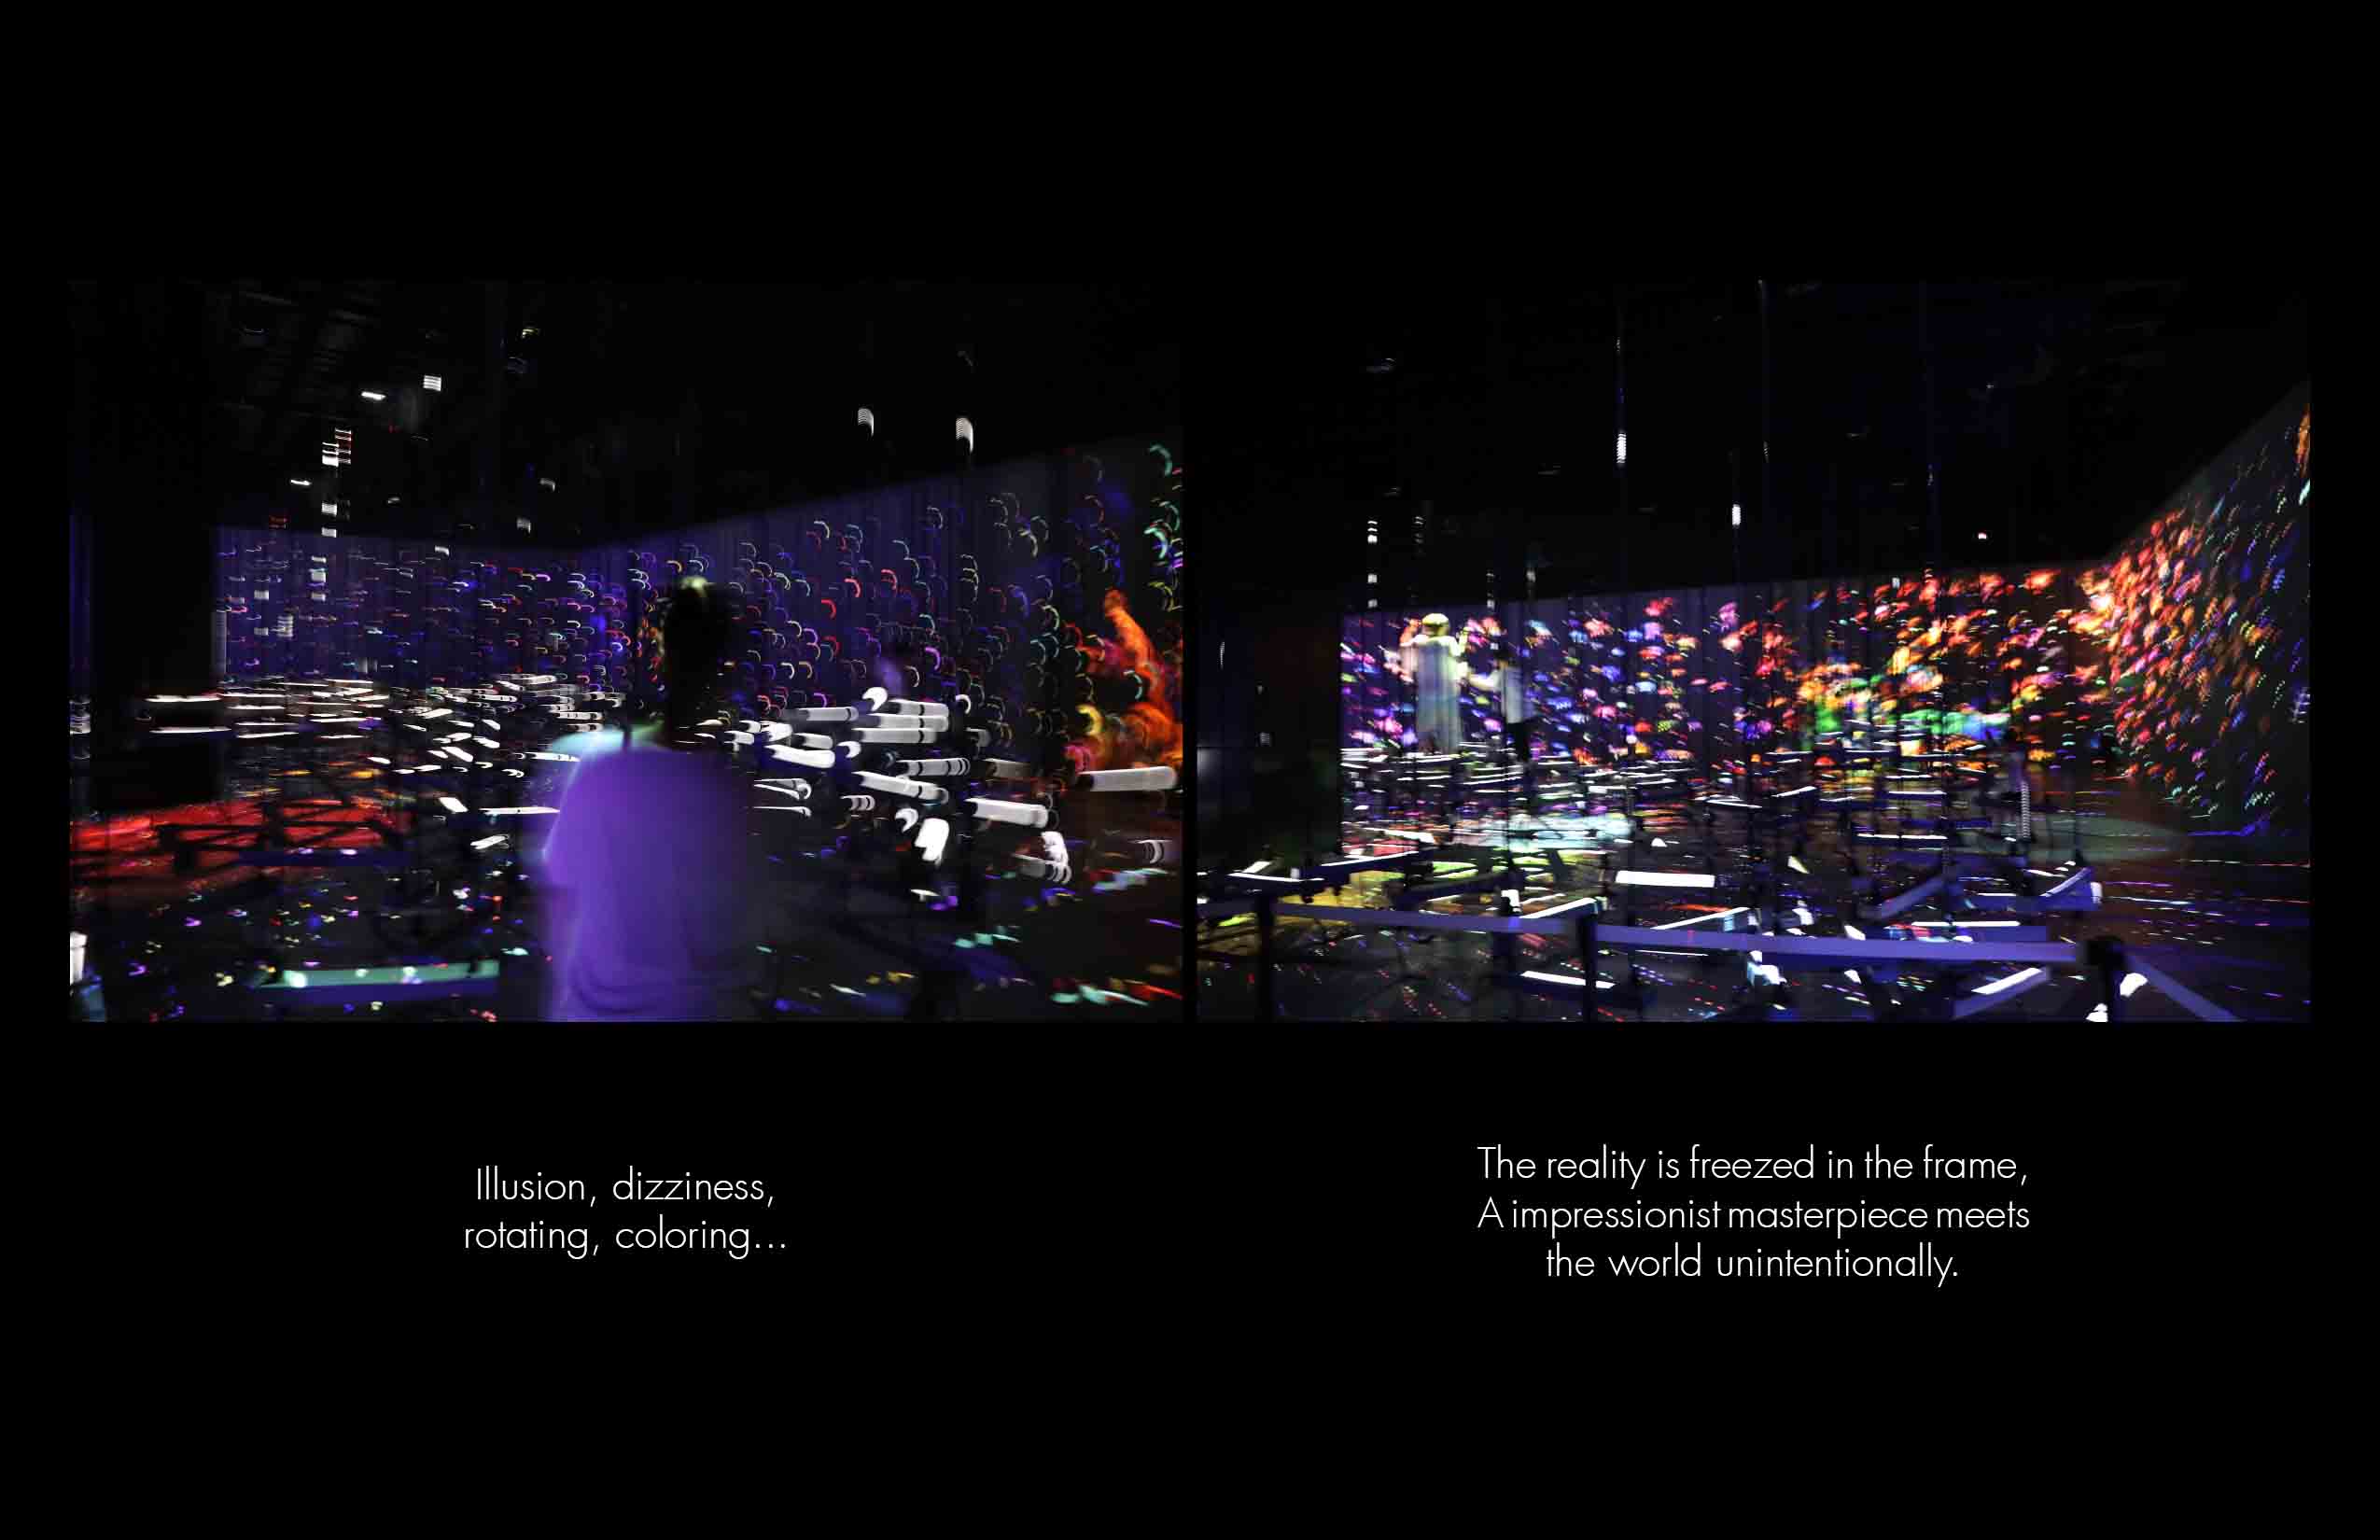 Illusion, dizziness,
rotating, coloring...
The reality is freezed in the frame,
A impressionist masterpiece meets
the world unintentionally.